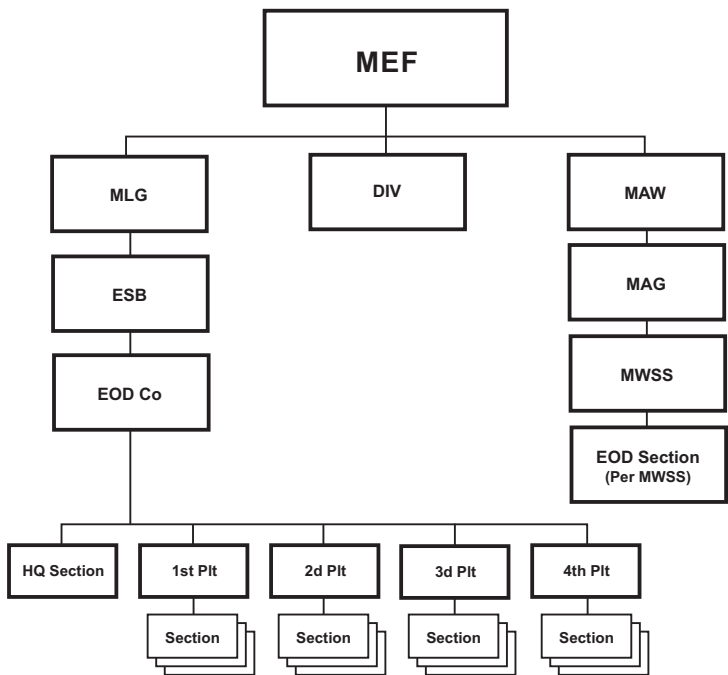 MEF
MLG
DIV
MAW
ESB
MAG
EOD Co
MWSS
EOD Section
(Per MWSS)
HQ Section
1st Plt
2d Plt
3d Plt
4th Plt
Section
Section
Section
Section